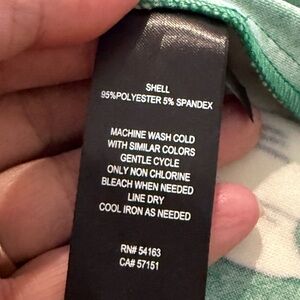 SHELL
95%POLYESTER 5% SPANDEX
MACHINE WASH COLD
WITH SIMILAR COLORS
GENTLE CYCLE
ONLY NON CHLORINE
BLEACH WHEN NEEDED
LINE DRY
COOL IRON AS NEEDED
RN# 54163
CA# 57151